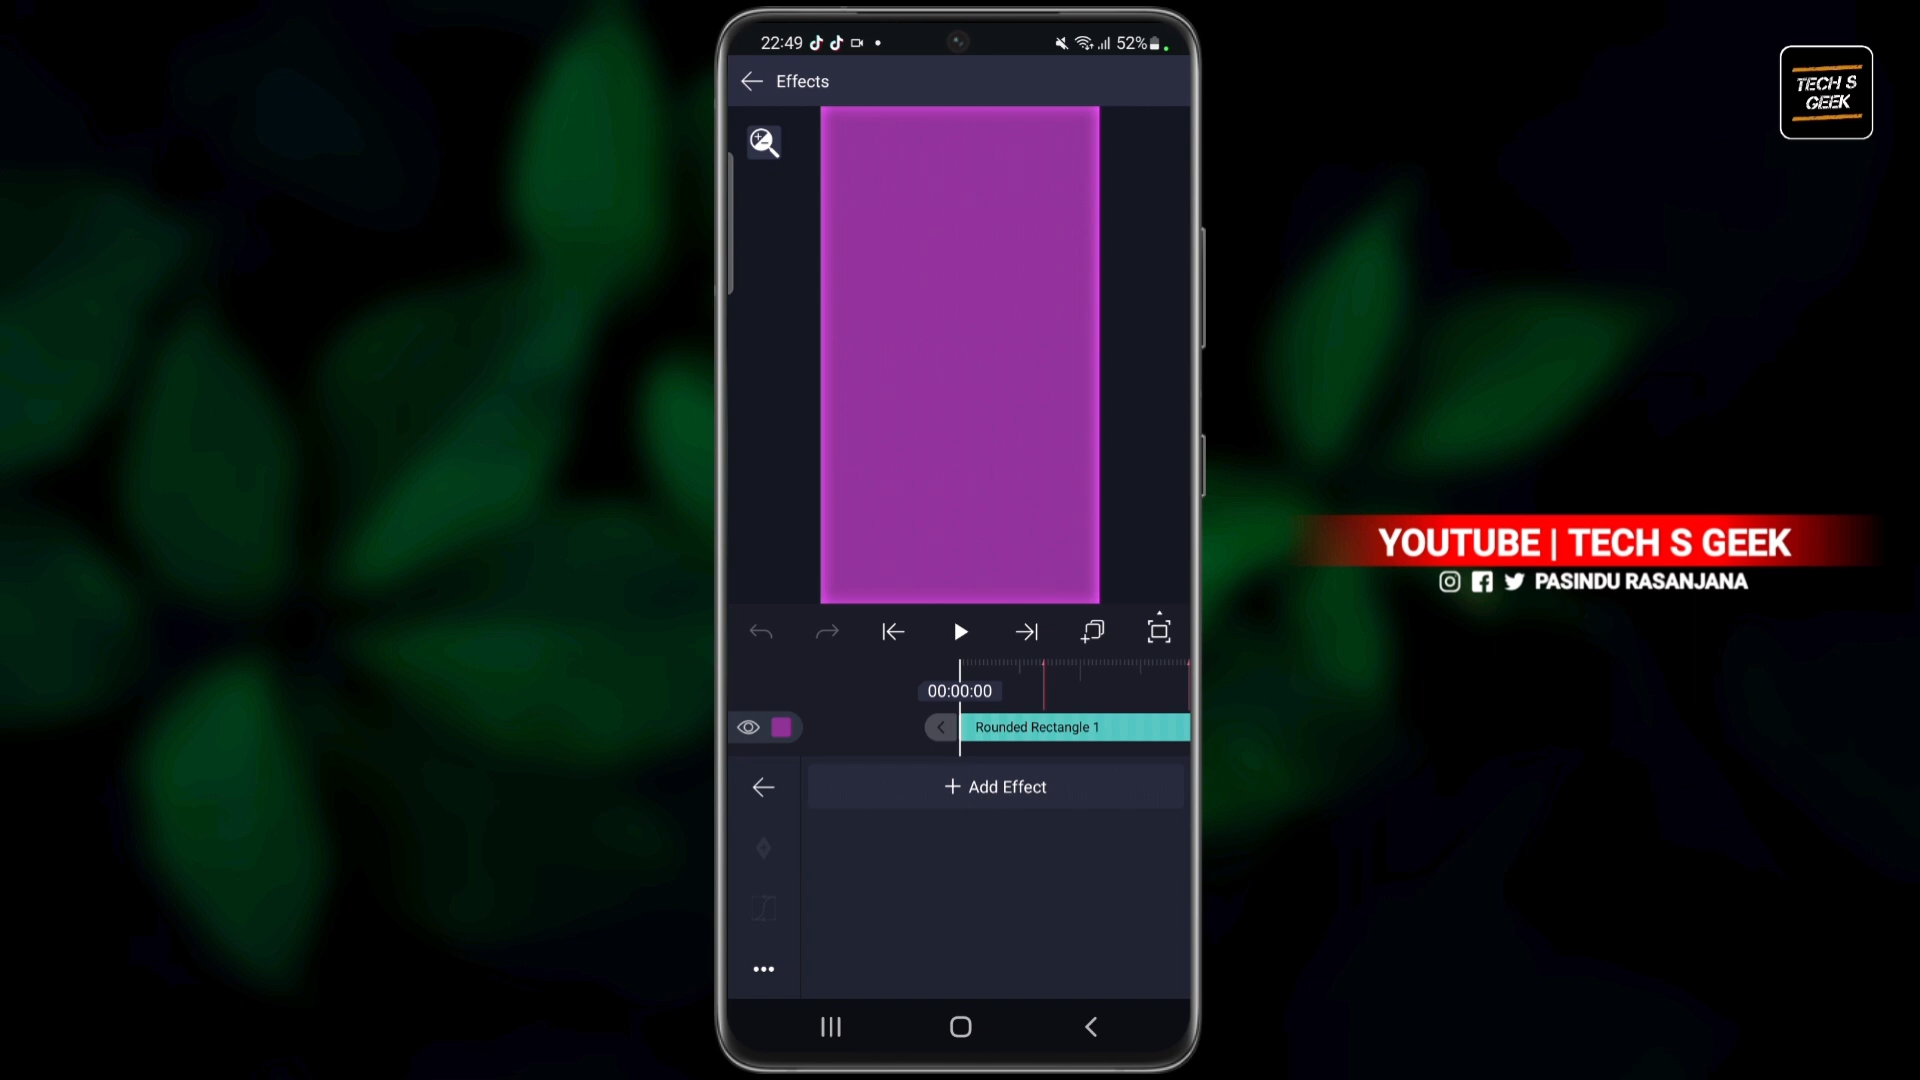 22:49
52%
Effects
TECH S
GEEK
YOUTUBE | TECH S GEEK
PASINDU RASANJANA
00:00:00
Rounded Rectangle 1
+ Add Effect